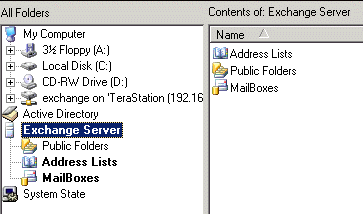 All Folders
My Computer
3½ Floppy (A:)
Local Disk (C:)
CD-RW Drive (D:)
exchange on 'TeraStation (192.16
Active Directory
Exchange Server
Public Folders
Address Lists
MailBoxes
System State
Contents of: Exchange Server
Name
Address Lists
Public Folders
MailBoxes